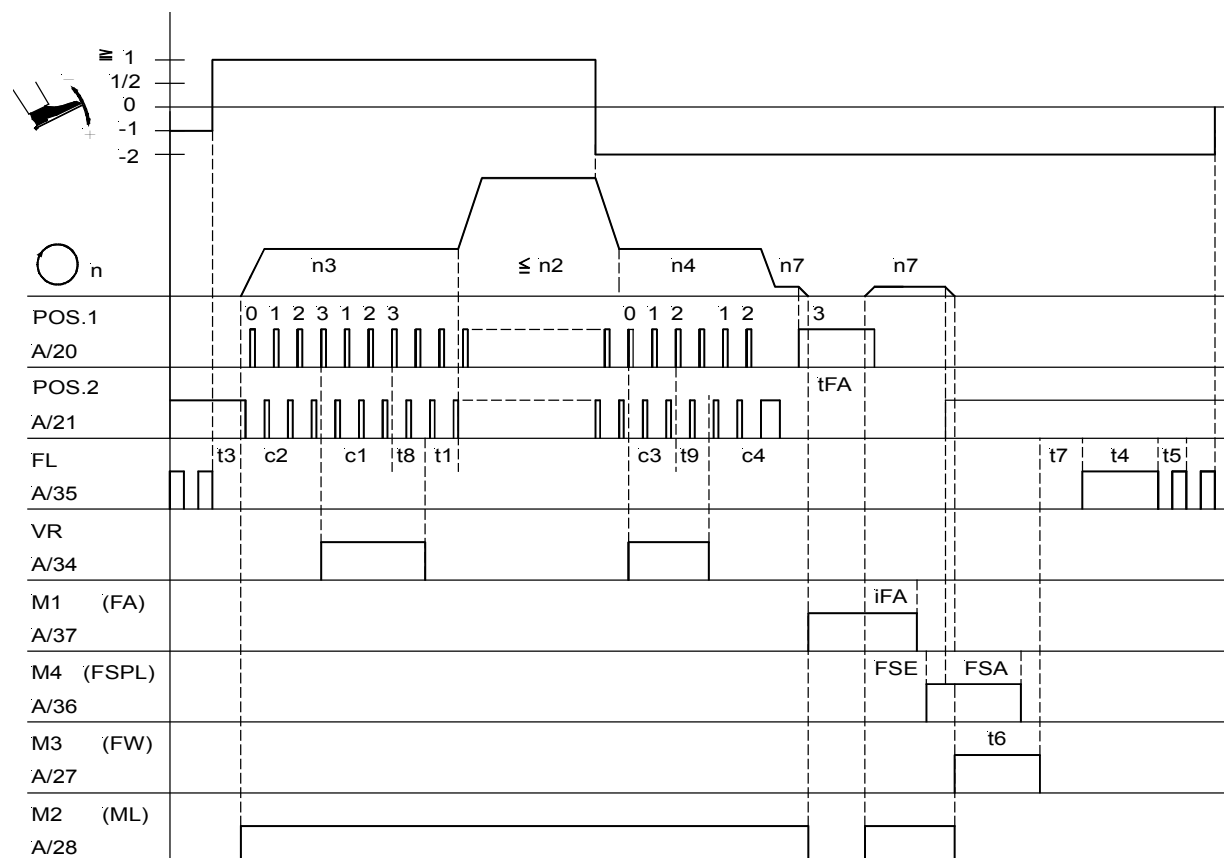 ≧ 1
1/2
0
-1
-2
−
+
n
n3
≦ n2
n4
n7
n7
POS.1
0 1 2 3 1 2 3
0 1 2 1 2
3
A/20
POS.2
tFA
A/21
FL
t3 c2 c1 t8 t1
c3 t9 c4
t7 t4 t5
A/35
VR
A/34
M1 (FA)
iFA
A/37
M4 (FSPL)
FSE FSA
A/36
M3 (FW)
t6
A/27
M2 (ML)
A/28